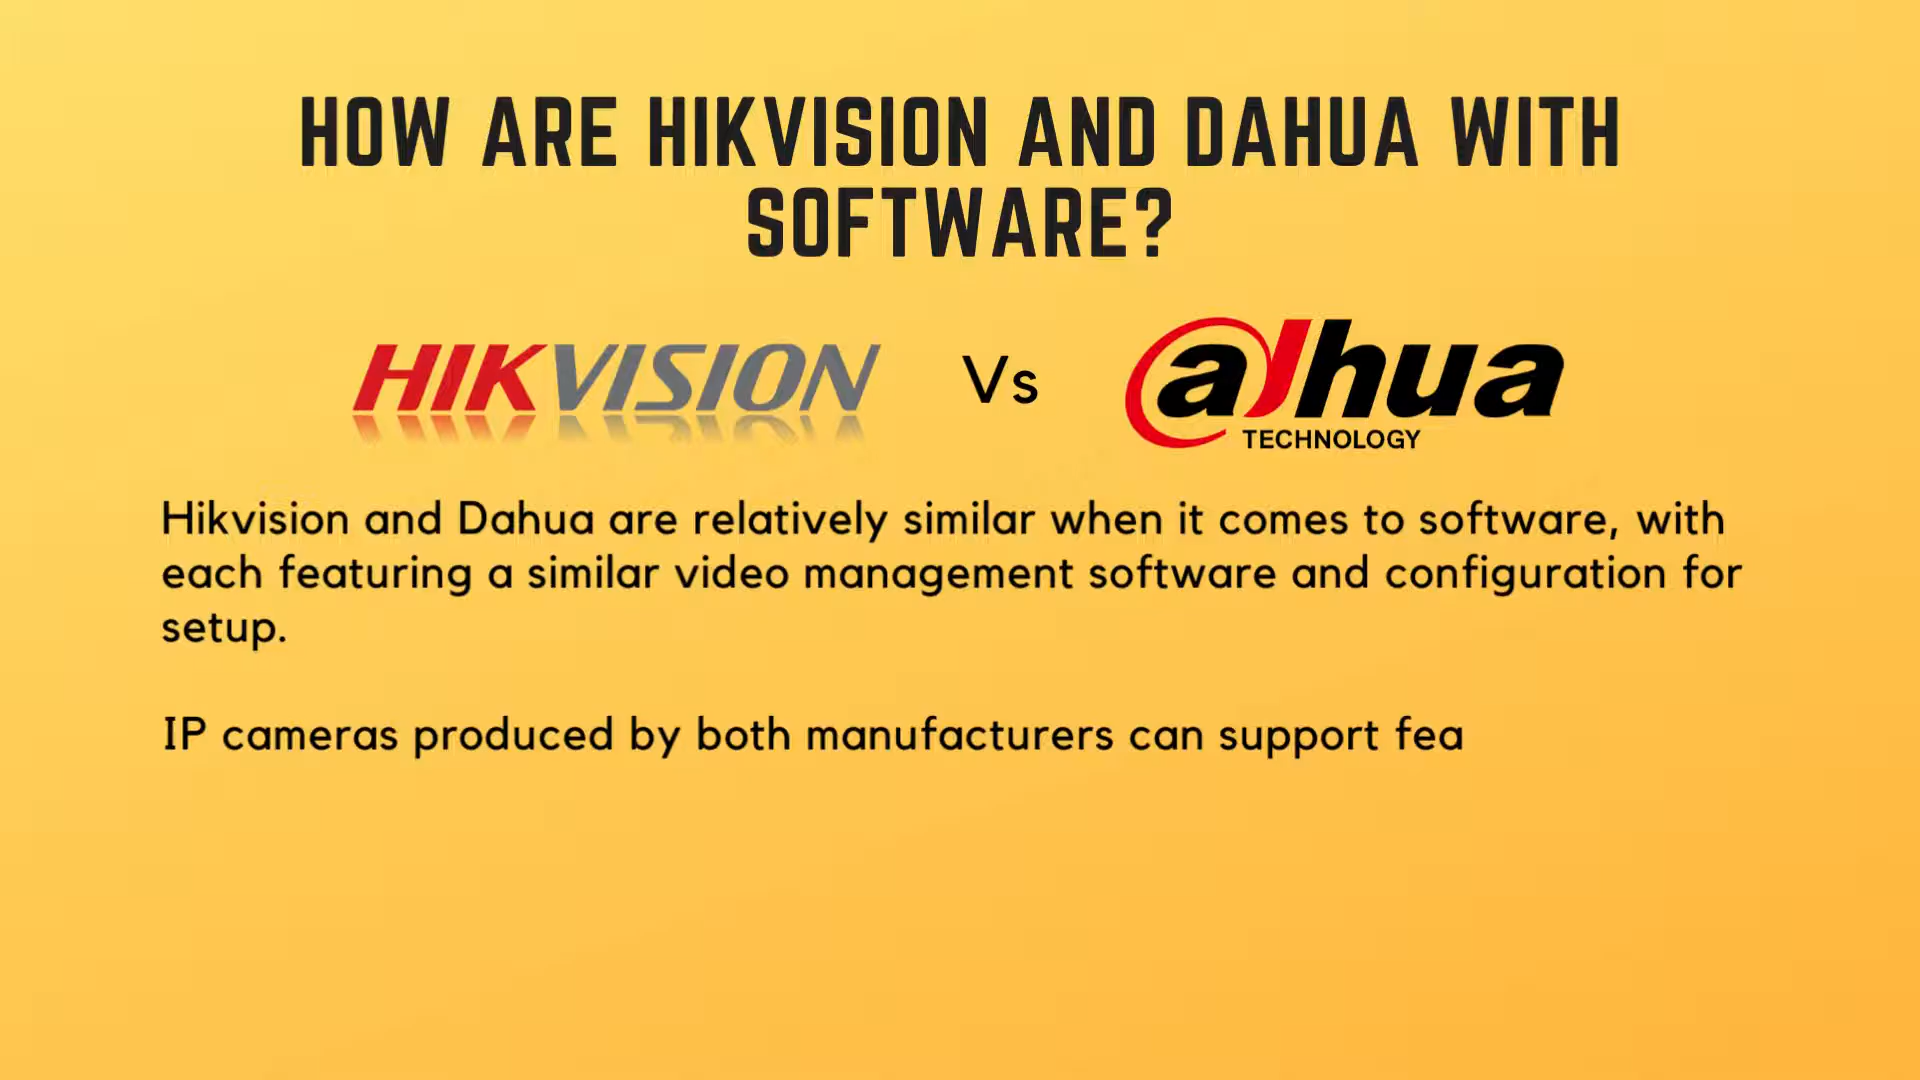 HOW ARE HIKVISION AND DAHUA WITH
SOFTWARE?
HIKVISION
Vs
alhua
TECHNOLOGY
Hikvision and Dahua are relatively similar when it comes to software, with
each featuring a similar video management software and configuration for
setup.
IP cameras produced by both manufacturers can support fea